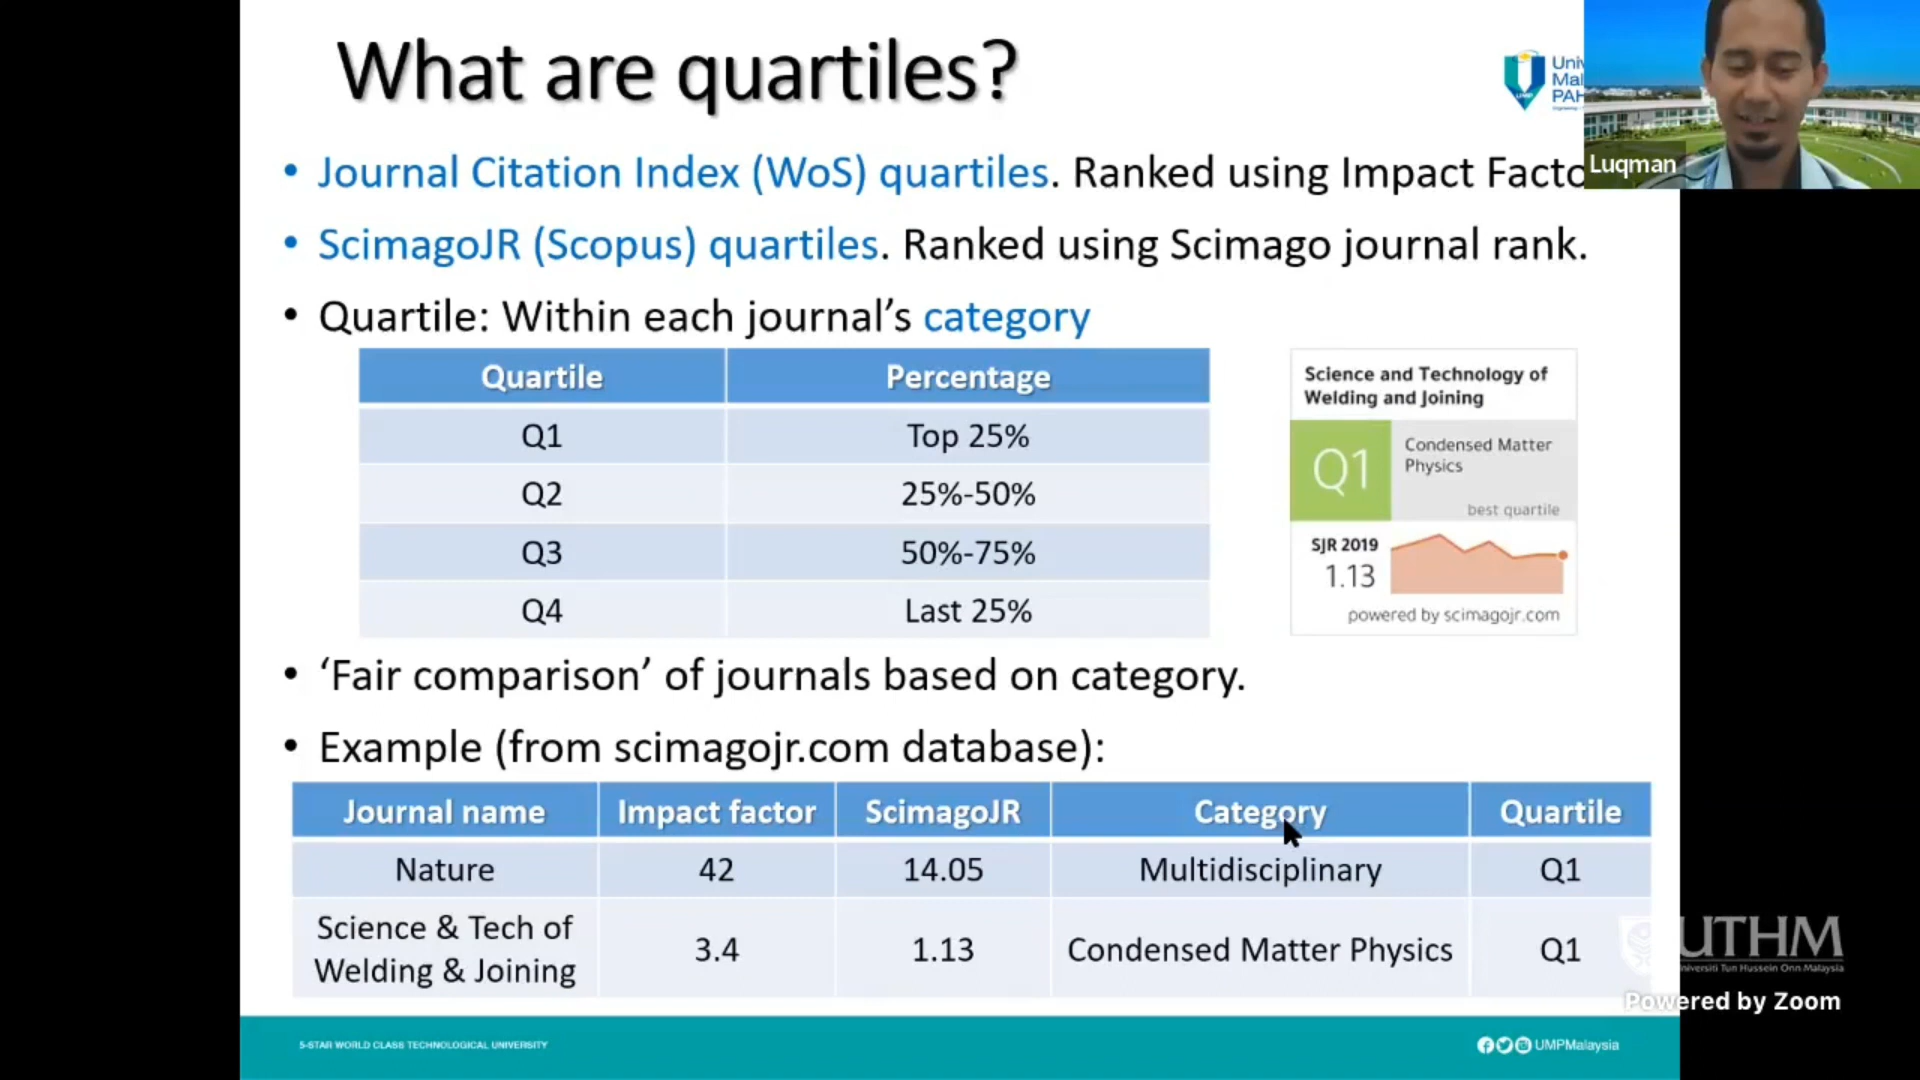 What are quartiles?
Univ
Mal
PAH
Luqman
• Journal Citation Index (WoS) quartiles. Ranked using Impact Facto
• ScimagoJR (Scopus) quartiles. Ranked using Scimago journal rank.
• Quartile: Within each journal’s category
Quartile Percentage
Q1 Top 25%
Q2 25%-50%
Q3 50%-75%
Q4 Last 25%
Science and Technology of
Welding and Joining
Q1
Condensed Matter
Physics
best quartile
SJR 2019
1.13
powered by scimagojr.com
• ‘Fair comparison’ of journals based on category.
• Example (from scimagojr.com database):
Journal name Impact factor ScimagoJR Category Quartile
Nature 42 14.05 Multidisciplinary Q1
Science & Tech of
Welding & Joining
3.4 1.13 Condensed Matter Physics Q1
UTHM
Universiti Tun Hussein Onn Malaysia
Powered by Zoom
5-STAR WORLD CLASS TECHNOLOGICAL UNIVERSITY
UMPMalaysia